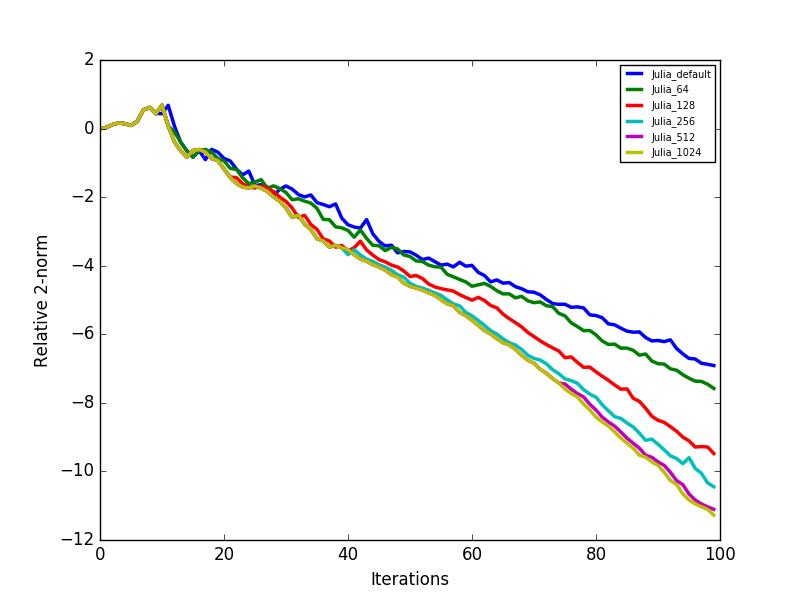 2
0
−2
−4
−6
−8
−10
−12
0 20 40 60 80 100
Relative 2-norm
Iterations
Julia_default
Julia_64
Julia_128
Julia_256
Julia_512
Julia_1024